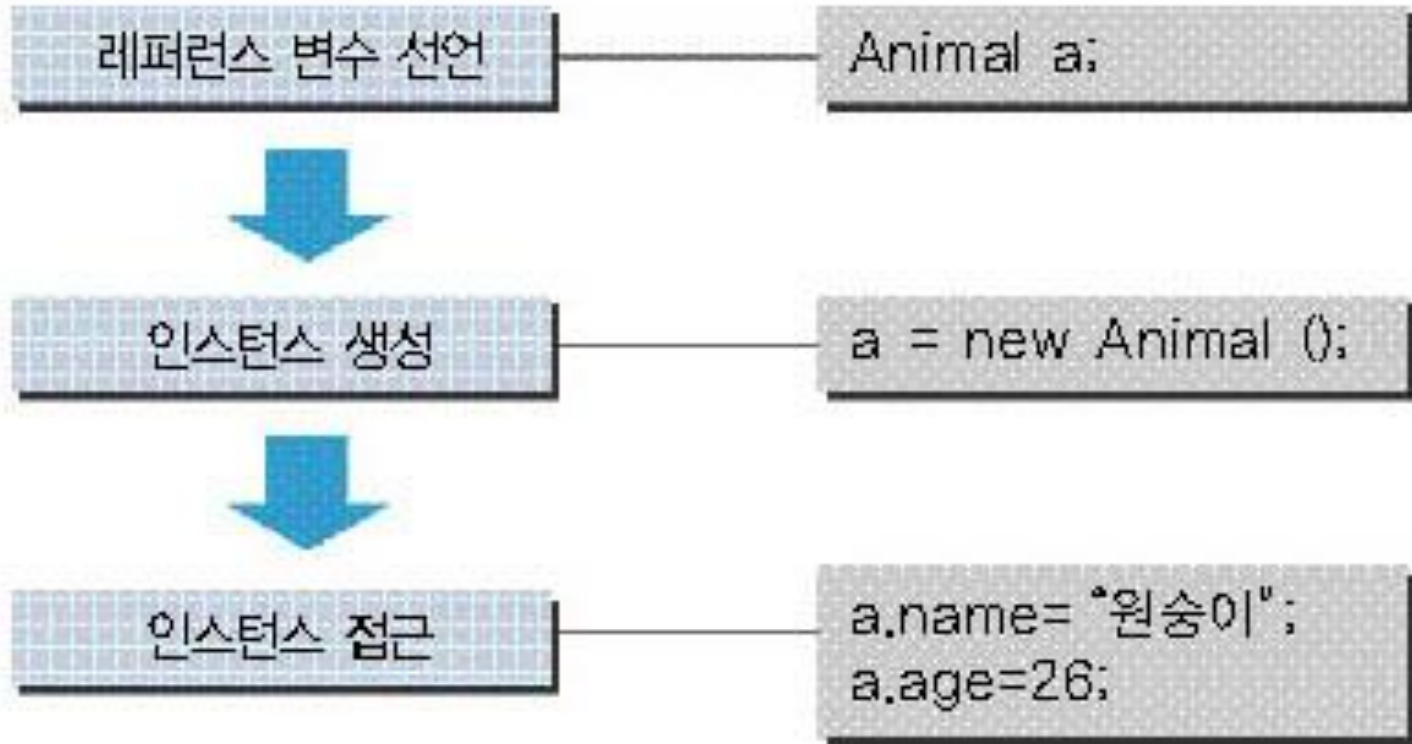 레퍼런스 변수 선언
Animal a;
인스턴스 생성
a = new Animal ();
인스턴스 접근
a.name= "원숭이";
a.age=26;